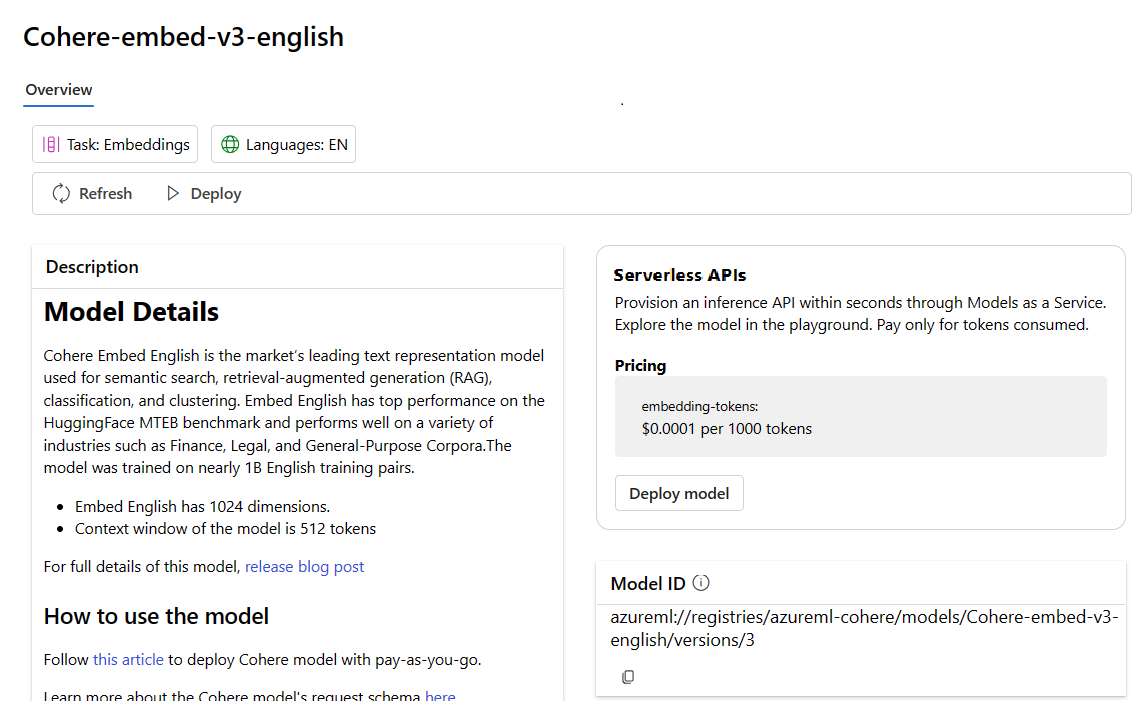 Cohere-embed-v3-english
Overview
.
Task: Embeddings
Languages: EN
Refresh
Deploy
Description
Model Details
Cohere Embed English is the market’s leading text representation model
used for semantic search, retrieval-augmented generation (RAG),
classification, and clustering. Embed English has top performance on the
HuggingFace MTEB benchmark and performs well on a variety of
industries such as Finance, Legal, and General-Purpose Corpora.The
model was trained on nearly 1B English training pairs.
• Embed English has 1024 dimensions.
• Context window of the model is 512 tokens
For full details of this model, release blog post
How to use the model
Follow this article to deploy Cohere model with pay-as-you-go.
Learn more about the Cohere model's request schema here
Serverless APIs
Provision an inference API within seconds through Models as a Service.
Explore the model in the playground. Pay only for tokens consumed.
Pricing
embedding-tokens:
$0.0001 per 1000 tokens
Deploy model
Model ID
azureml://registries/azureml-cohere/models/Cohere-embed-v3-
english/versions/3